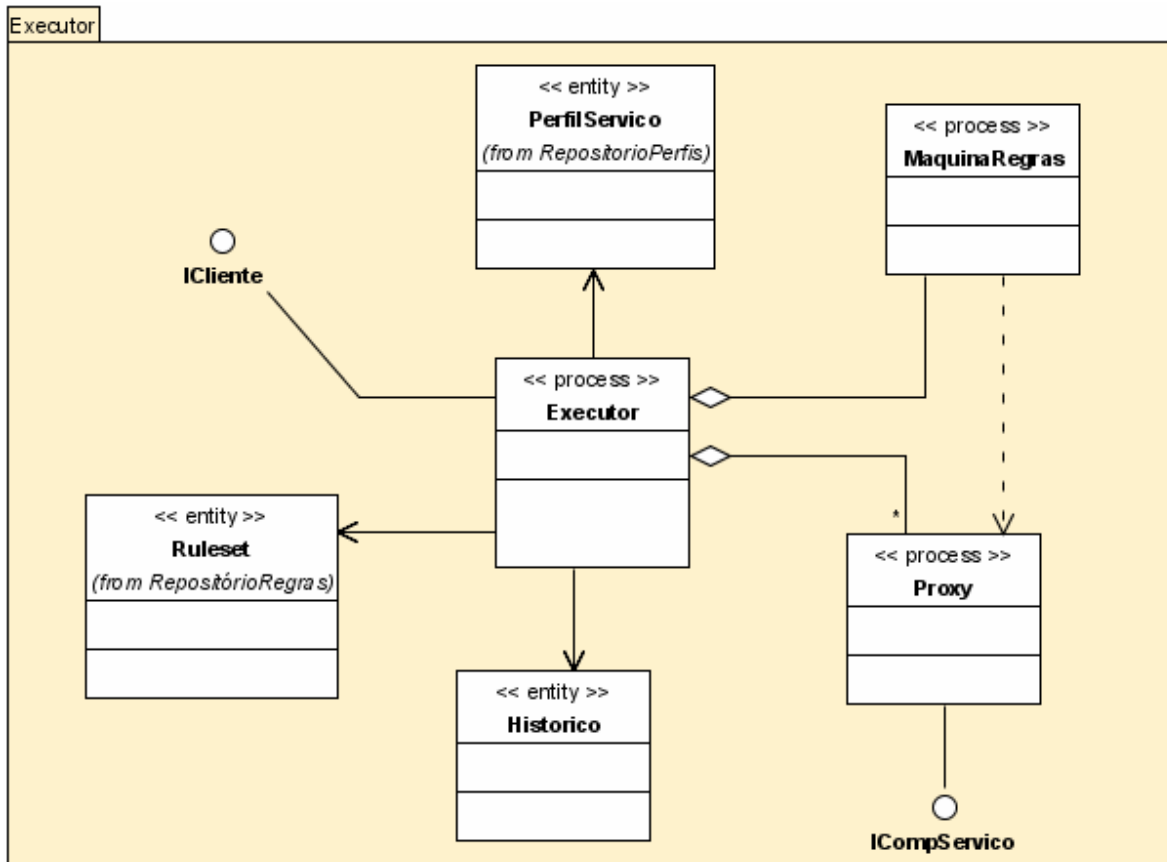 Executor
<< entity >>
PerfilServico
(from RepositorioPerfis)
<< process >>
MaquinaRegras
ICliente
<< process >>
Executor
<< entity >>
Ruleset
(from RepositórioRegras)
*
<< process >>
Proxy
<< entity >>
Historico
ICompServico